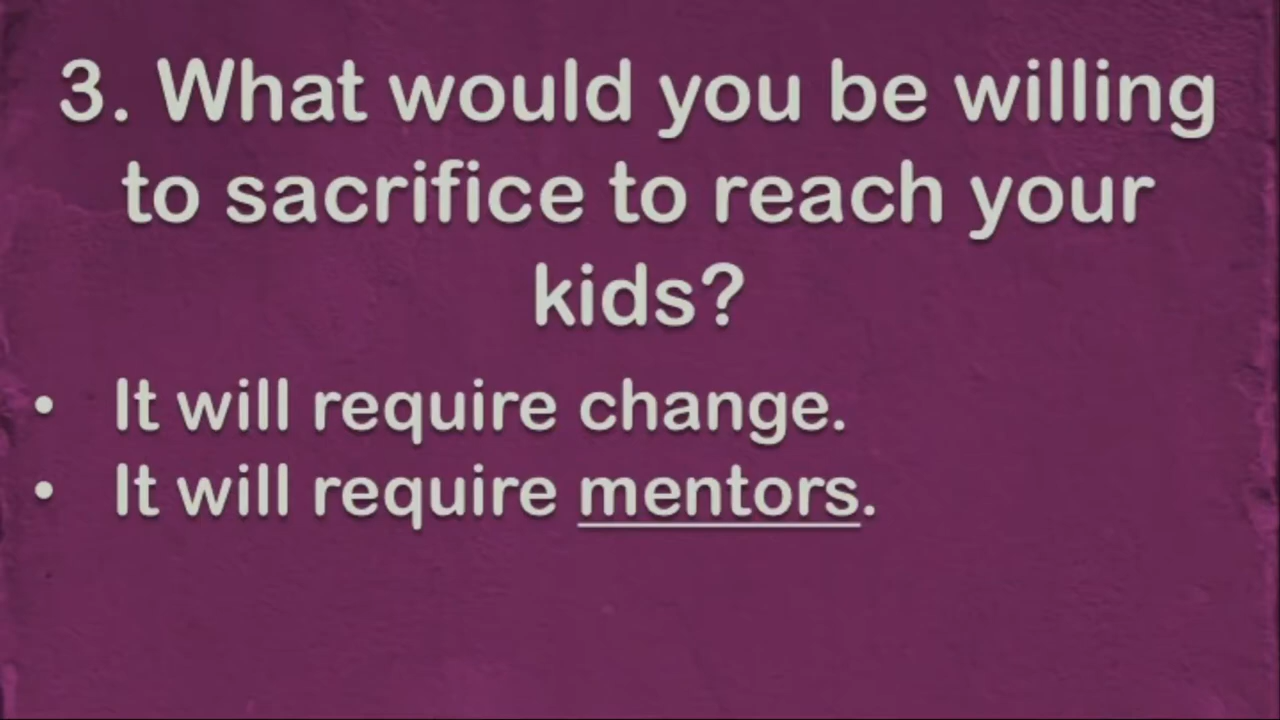 3. What would you be willing
to sacrifice to reach your
kids?
• It will require change.
• It will require mentors.